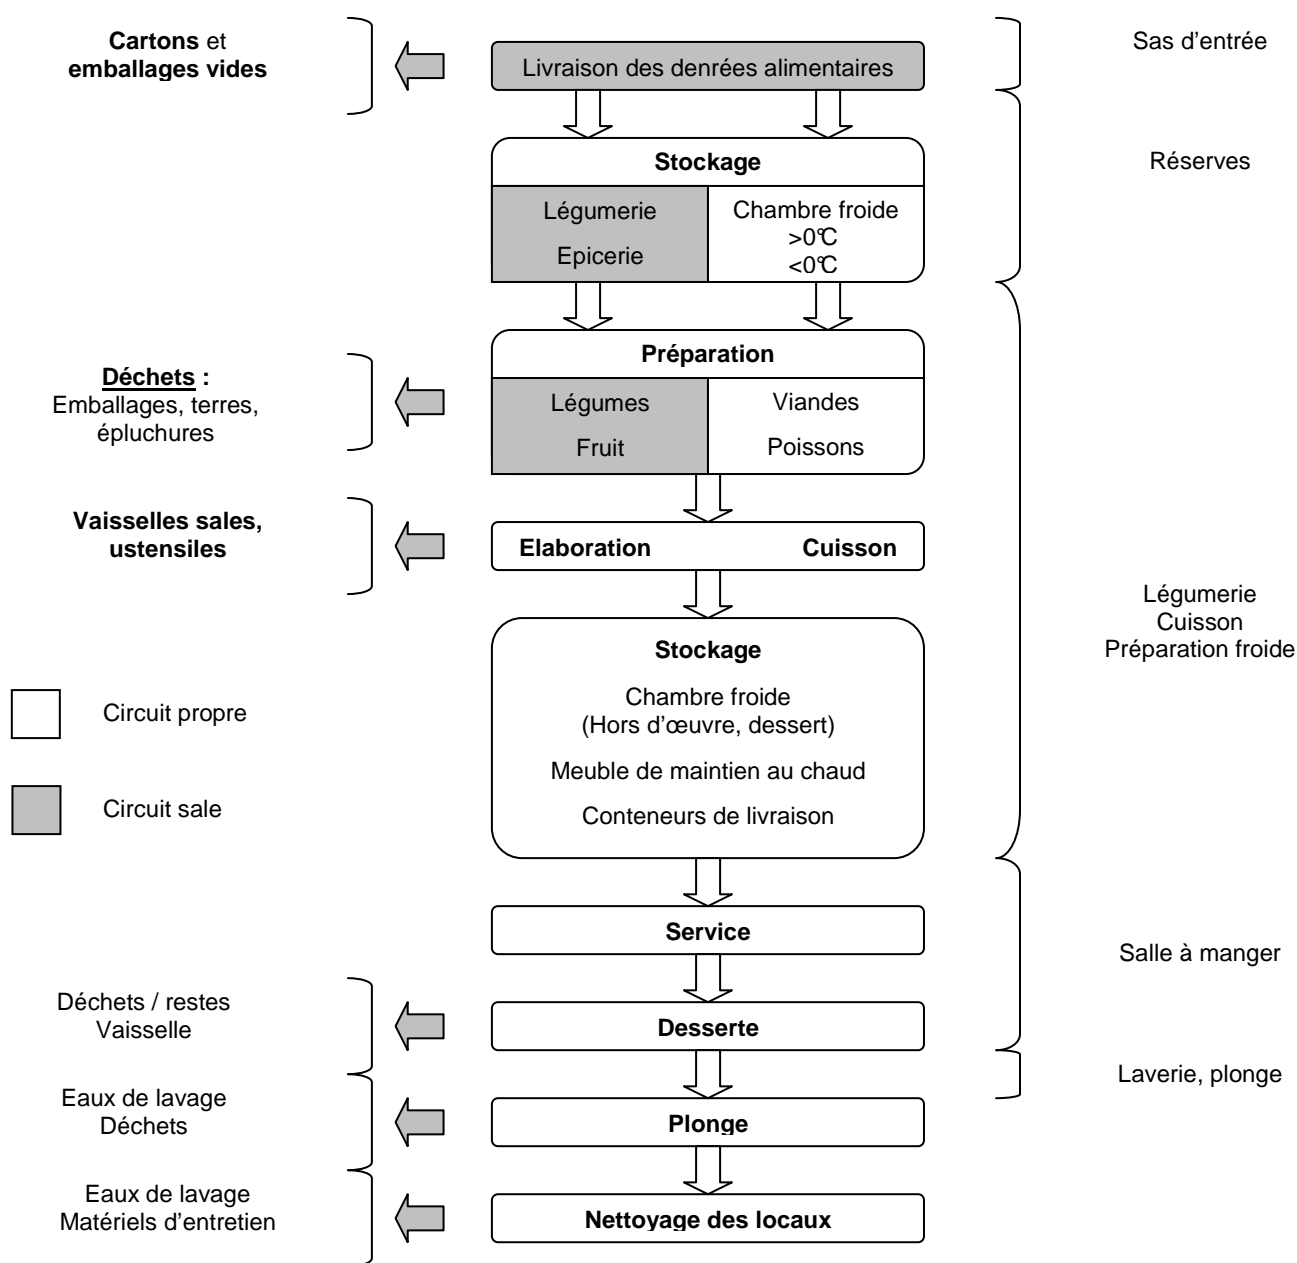 Cartons et
emballages vides
Livraison des denrées alimentaires
Sas d'entrée
Stockage
Réserves
Légumerie
Epicerie
Chambre froide
>0°C
<0°C
Préparation
Déchets :
Emballages, terres,
épluchures
Légumes
Fruit
Viandes
Poissons
Vaisselles sales,
ustensiles
Elaboration Cuisson
Légumerie
Cuisson
Préparation froide
Stockage
Chambre froide
(Hors d'œuvre, dessert)
Meuble de maintien au chaud
Conteneurs de livraison
Circuit propre
Circuit sale
Service
Salle à manger
Déchets / restes
Vaisselle
Desserte
Laverie, plonge
Eaux de lavage
Déchets
Plonge
Eaux de lavage
Matériels d'entretien
Nettoyage des locaux